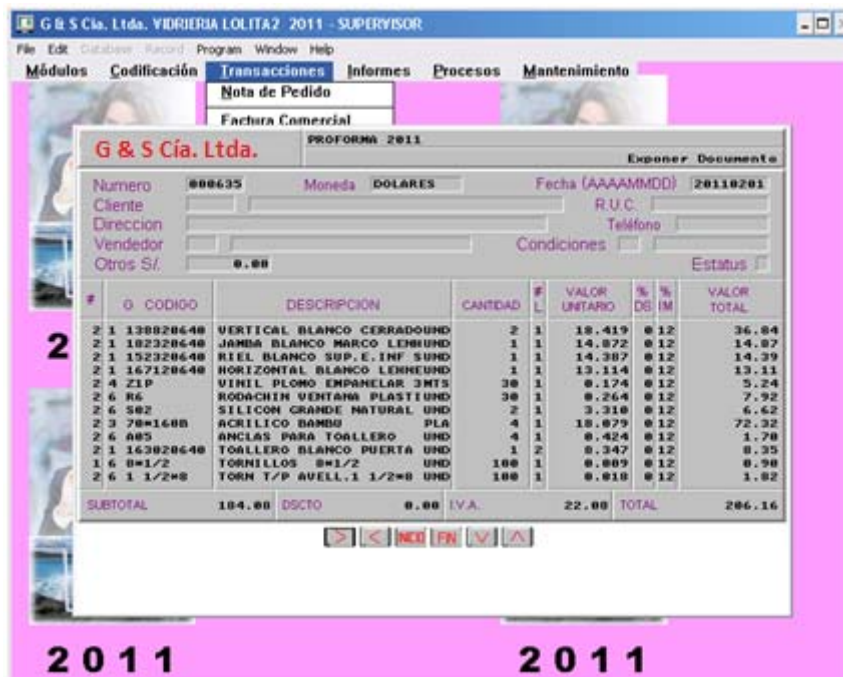 G & S Cia. Ltda. VIDRIERIA LOLITA2 2011 - SUPERVISOR
File Edit Database Record Program Window Help
Módulos Codificación Transacciones Informes Procesos Mantenimiento
Nota de Pedido
Factura Comercial
G & S Cía. Ltda. PROFORMA 2011
Exponer Documento
Numero 000635 Moneda DOLARES Fecha (AAAAMMDD) 20110201
Cliente R.U.C.
Direccion Teléfono
Vendedor Condiciones
Otros S/. 0.00 Estatus
# G CODIGO DESCRIPCION CANTIDAD # L VALOR UNITARIO % DS % IM VALOR TOTAL
2 1 138820640 VERTICAL BLANCO CERRADOUND 2 1 18.419 0 12 36.84
2 1 102320640 JAMBA BLANCO MARCO LEHHUND 1 1 14.872 0 12 14.87
2 1 152320640 RIEL BLANCO SUP.E.INF SUND 1 1 14.387 0 12 14.39
2 1 167120640 HORIZONTAL BLANCO LEHHEUND 1 1 13.114 0 12 13.11
2 4 Z1P VINIL PLOMO EMPANELAR 3MTS 30 1 0.174 0 12 5.24
2 6 R6 RODACHIN VENTANA PLASTIUND 30 1 0.264 0 12 7.92
2 6 S02 SILICON GRANDE NATURAL UND 2 1 3.310 0 12 6.62
2 3 70*160B ACRILICO BAMBU PLA 4 1 18.079 0 12 72.32
2 6 A05 ANCLAS PARA TOALLERO UND 4 1 0.424 0 12 1.70
2 1 163020640 TOALLERO BLANCO PUERTA UND 1 2 8.347 0 12 8.35
1 6 8*1/2 TORNILLOS 8*1/2 UND 100 1 0.009 0 12 0.90
2 6 1 1/2*8 TORN T/P AVELL.1 1/2*8 UND 100 1 0.018 0 12 1.82
SUBTOTAL 184.08 DSCTO 0.00 I.V.A. 22.08 TOTAL 206.16
> < INICIO FIN V Λ
2
2011 2011